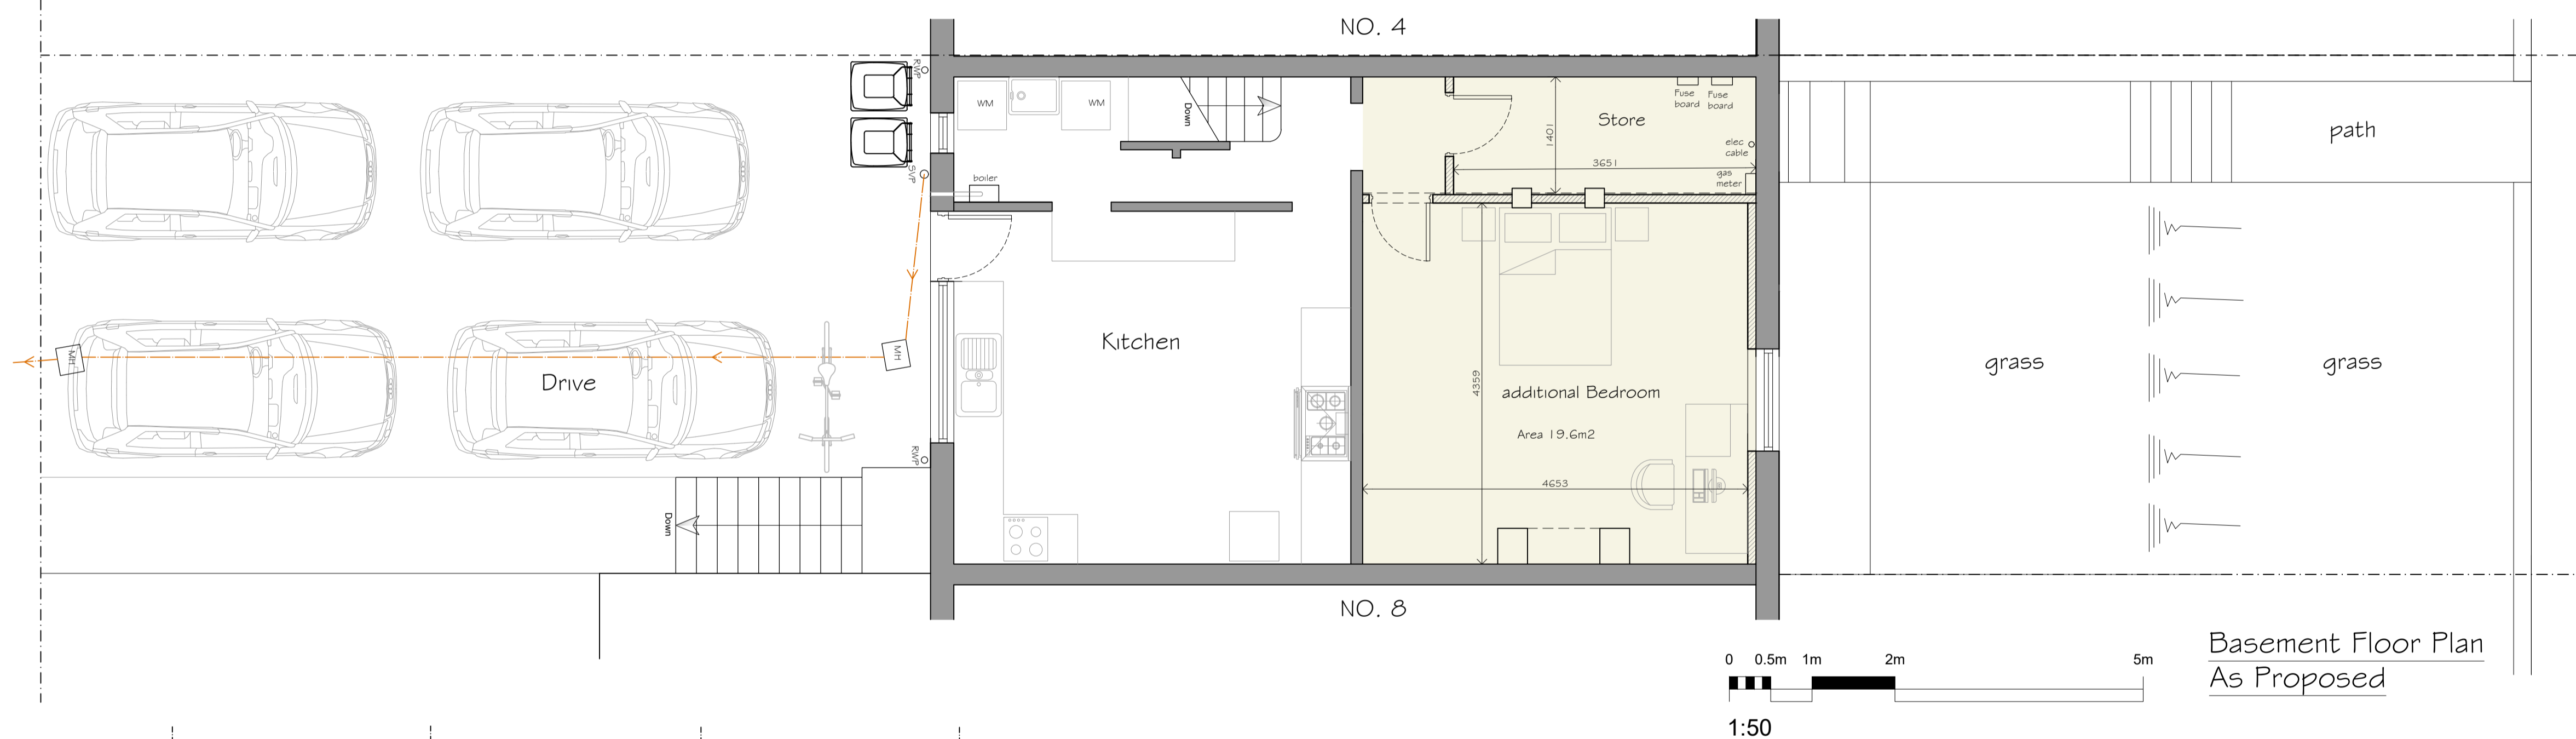 NO. 4
RWP
WM
WM
Down
Fuse
board
Fuse
board
Store
1401
elec
cable
3651
gas
meter
path
SVP
boiler
Kitchen
MH
MH
Drive
4359
additional Bedroom
Area 19.6m2
grass
grass
RWP
4653
Down
NO. 8
Basement Floor Plan
As Proposed
0 0.5m 1m 2m 5m
1:50